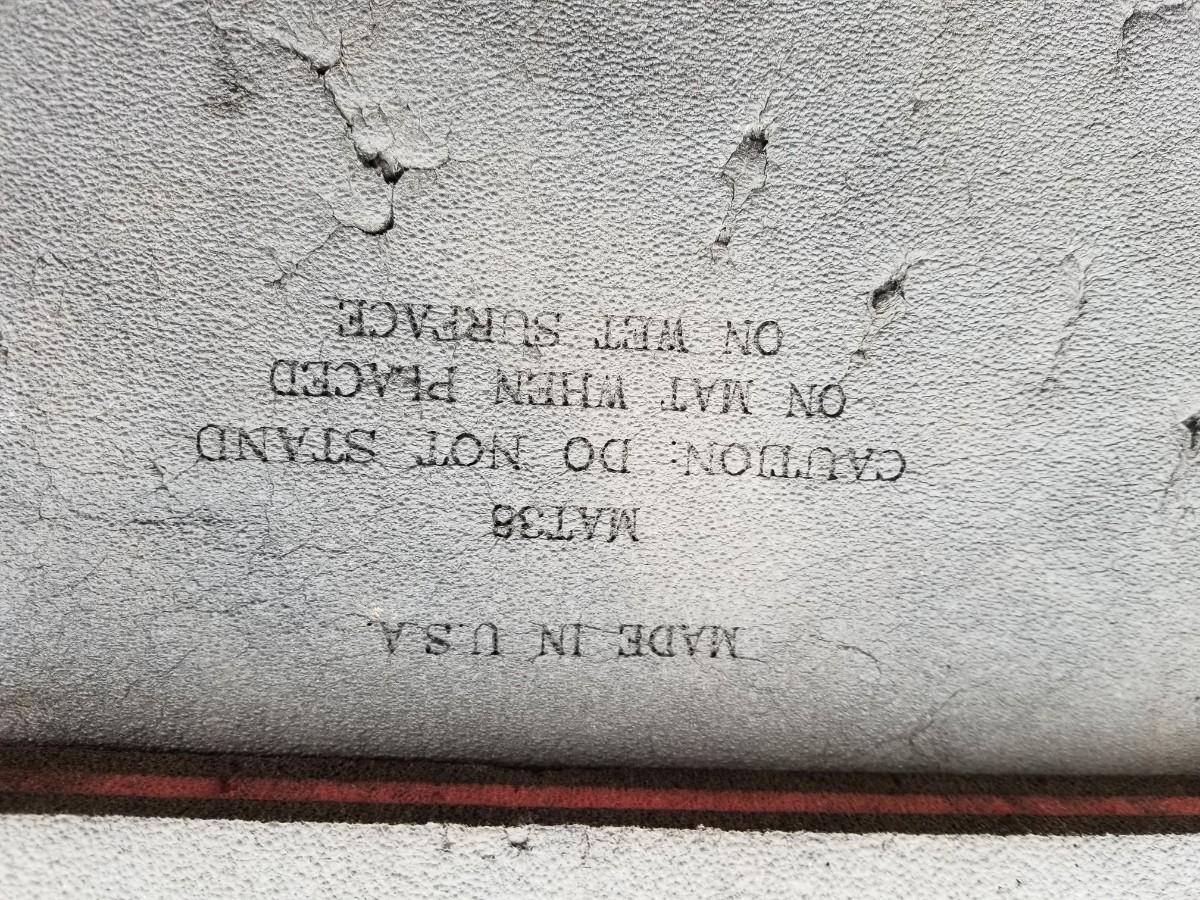 MADE IN U.S.A.
MAT38
CAUTION: DO NOT STAND
ON MAT WHEN PLACED
ON WET SURFACE